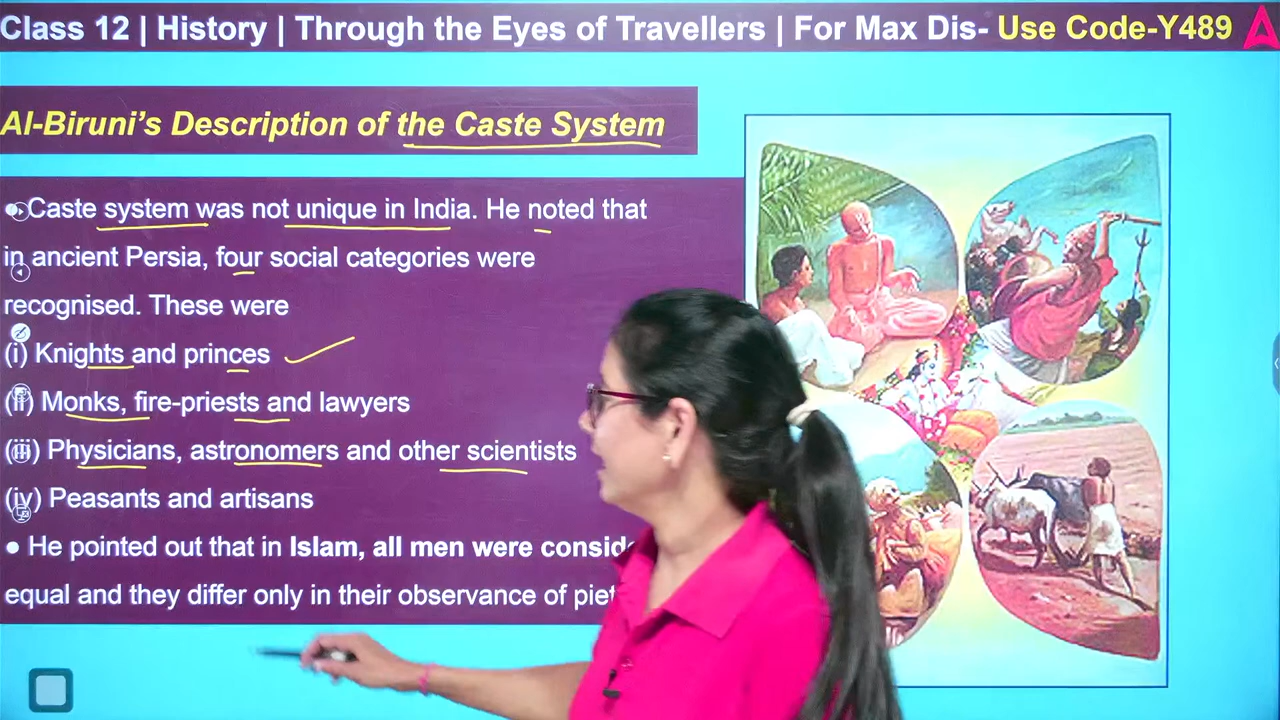 Class 12 | History | Through the Eyes of Travellers | For Max Dis- Use Code-Y489
Al-Biruni's Description of the Caste System
● Caste system was not unique in India. He noted that
in ancient Persia, four social categories were
recognised. These were
(i) Knights and princes
(ii) Monks, fire-priests and lawyers
(iii) Physicians, astronomers and other scientists
(iv) Peasants and artisans
● He pointed out that in Islam, all men were
equal and they differ only in their observance of